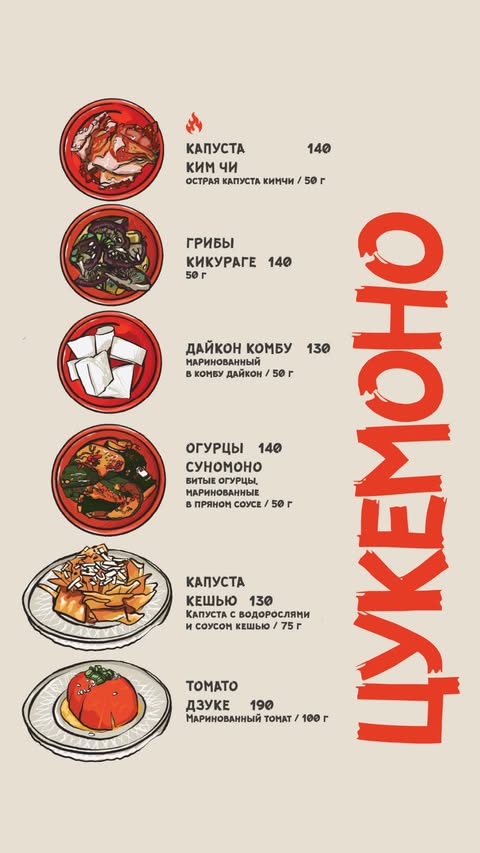 КАПУСТА 140
КИМ ЧИ
ОСТРАЯ КАПУСТА КИМЧИ / 50 Г
ГРИБЫ
КИКУРАГЕ 140
50 Г
ДАЙКОН КОМБУ 130
МАРИНОВАННЫЙ
В КОМБУ ДАЙКОН / 50 Г
ОГУРЦЫ 140
СУНОМОНО
БИТЫЕ ОГУРЦЫ,
МАРИНОВАННЫЕ
В ПРЯНОМ СОУСЕ / 50 Г
КАПУСТА
КЕШЬЮ 130
КАПУСТА С ВОДОРОСЛЯМИ
И СОУСОМ КЕШЬЮ / 75 Г
ТОМАТО
ДЗУКЕ 190
МАРИНОВАННЫЙ ТОМАТ / 100 Г
ЦУКЕМОНО